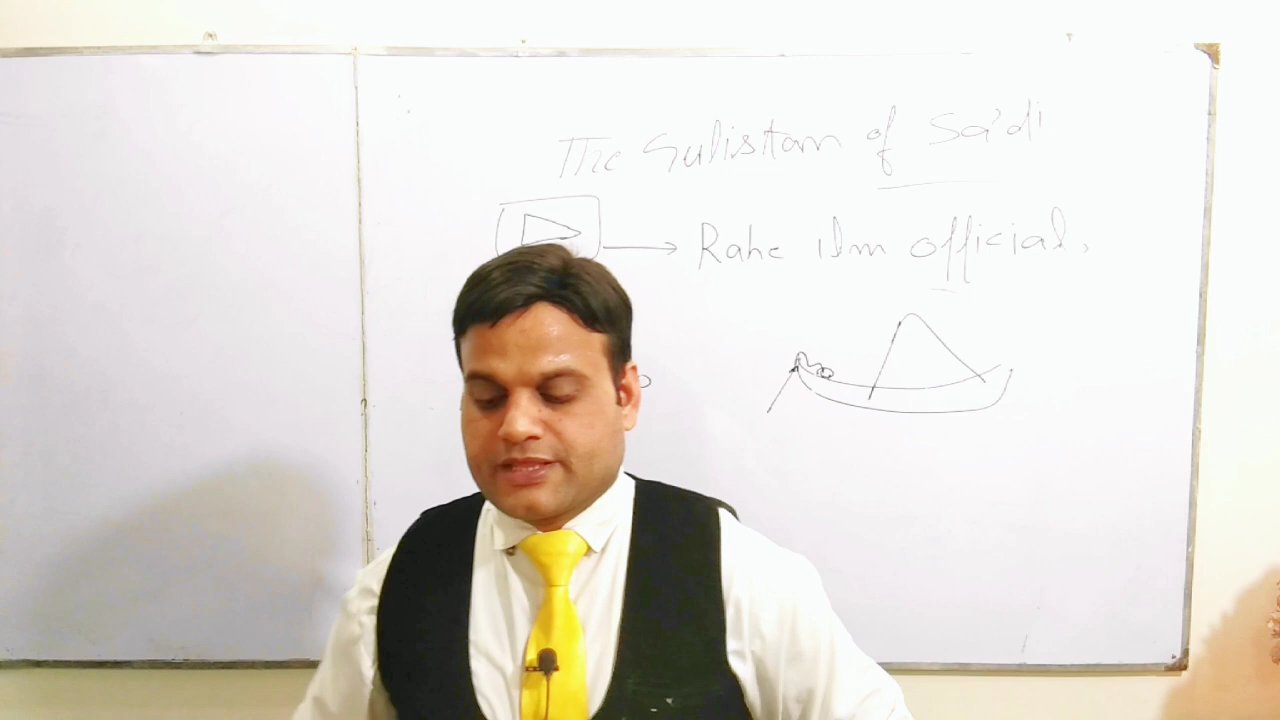 The Gulistan of Sa'di
Rahe ilm official,